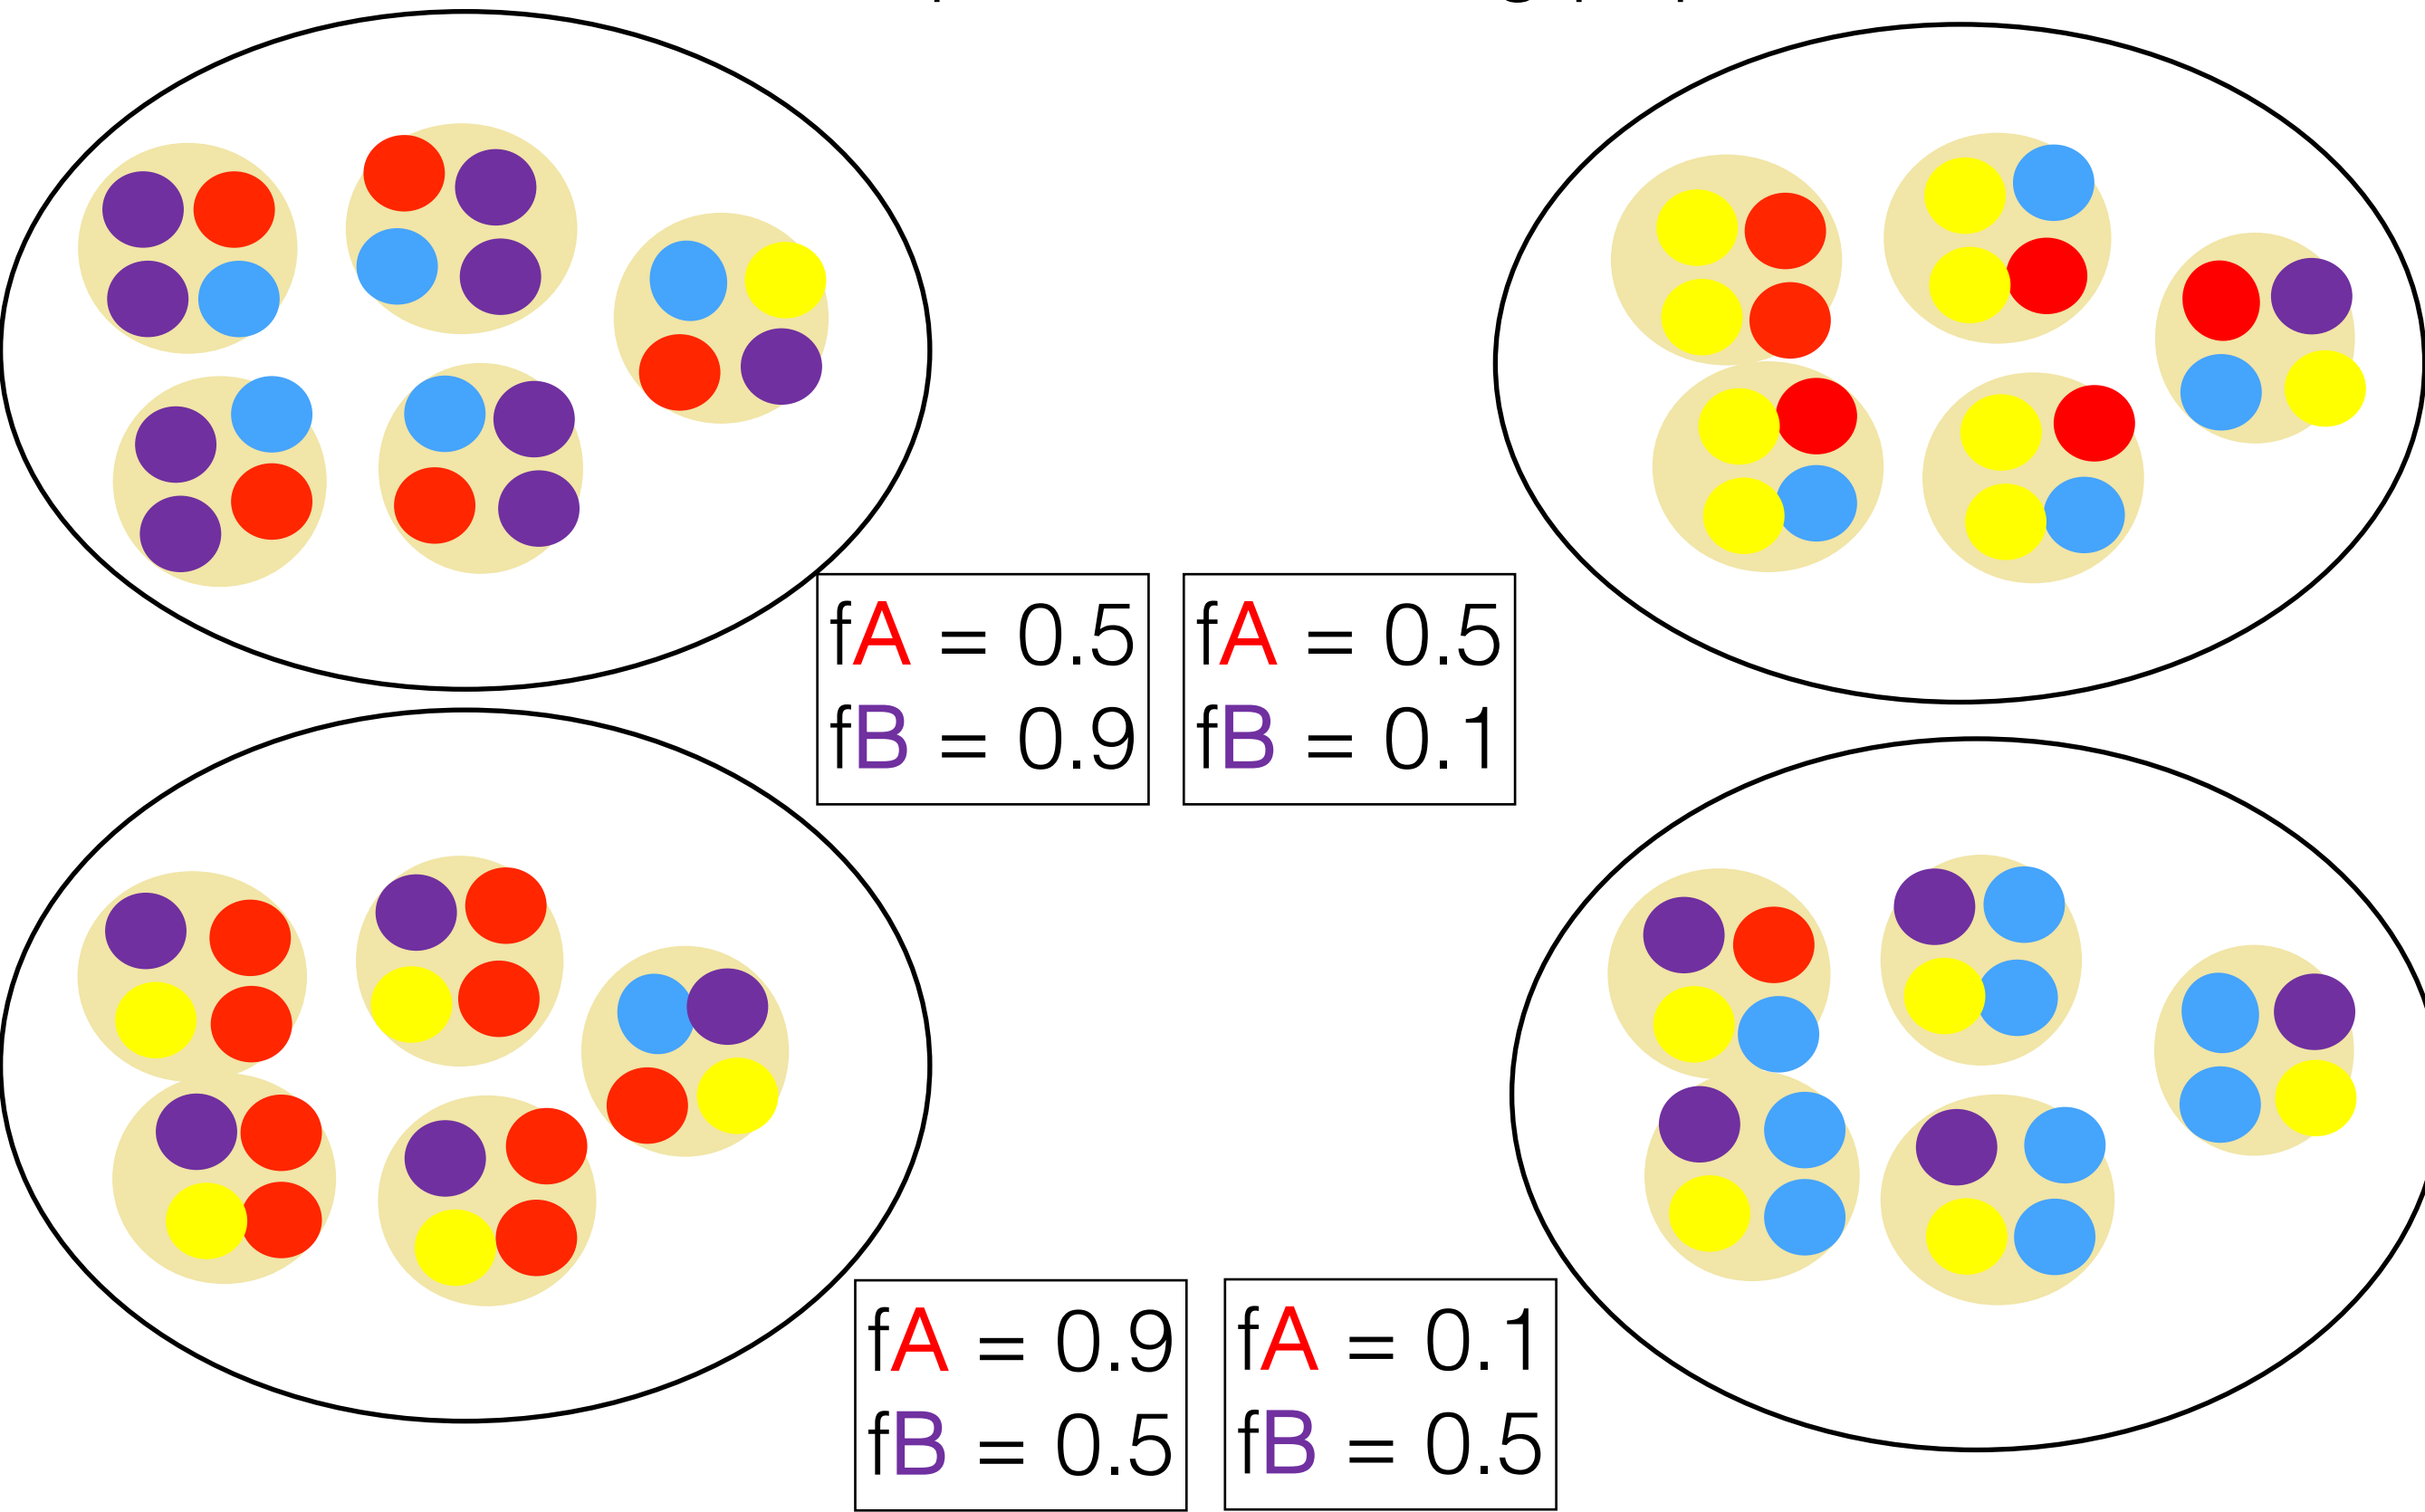 fA = 0.5
fB = 0.9
fA = 0.5
fB = 0.1
fA = 0.9
fB = 0.5
fA = 0.1
fB = 0.5